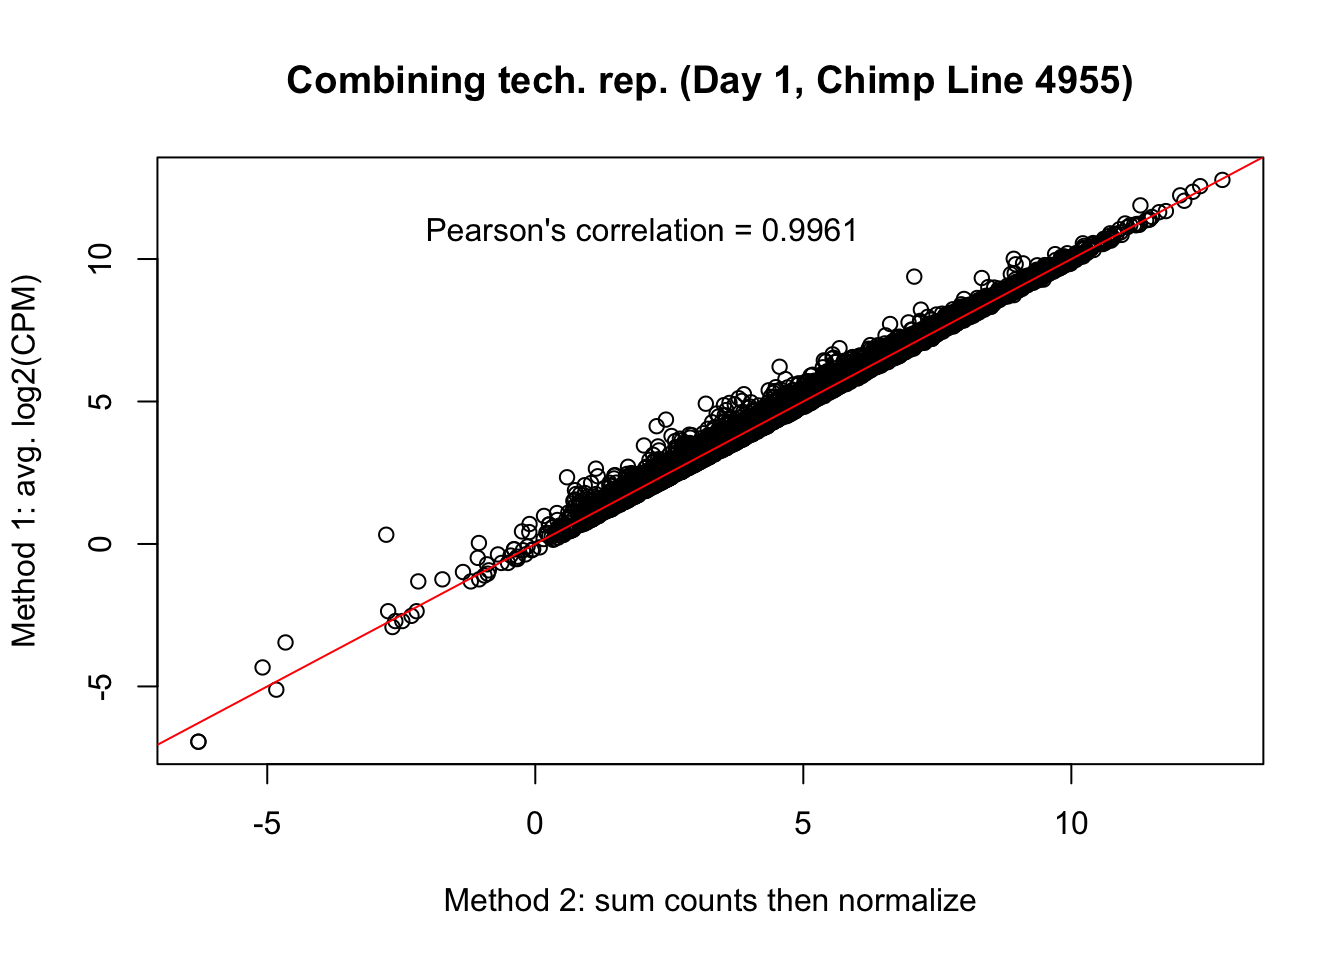 Combining tech. rep. (Day 1, Chimp Line 4955)
Pearson's correlation = 0.9961
Method 1: avg. log2(CPM)
10
5
0
-5
-5 0 5 10
Method 2: sum counts then normalize